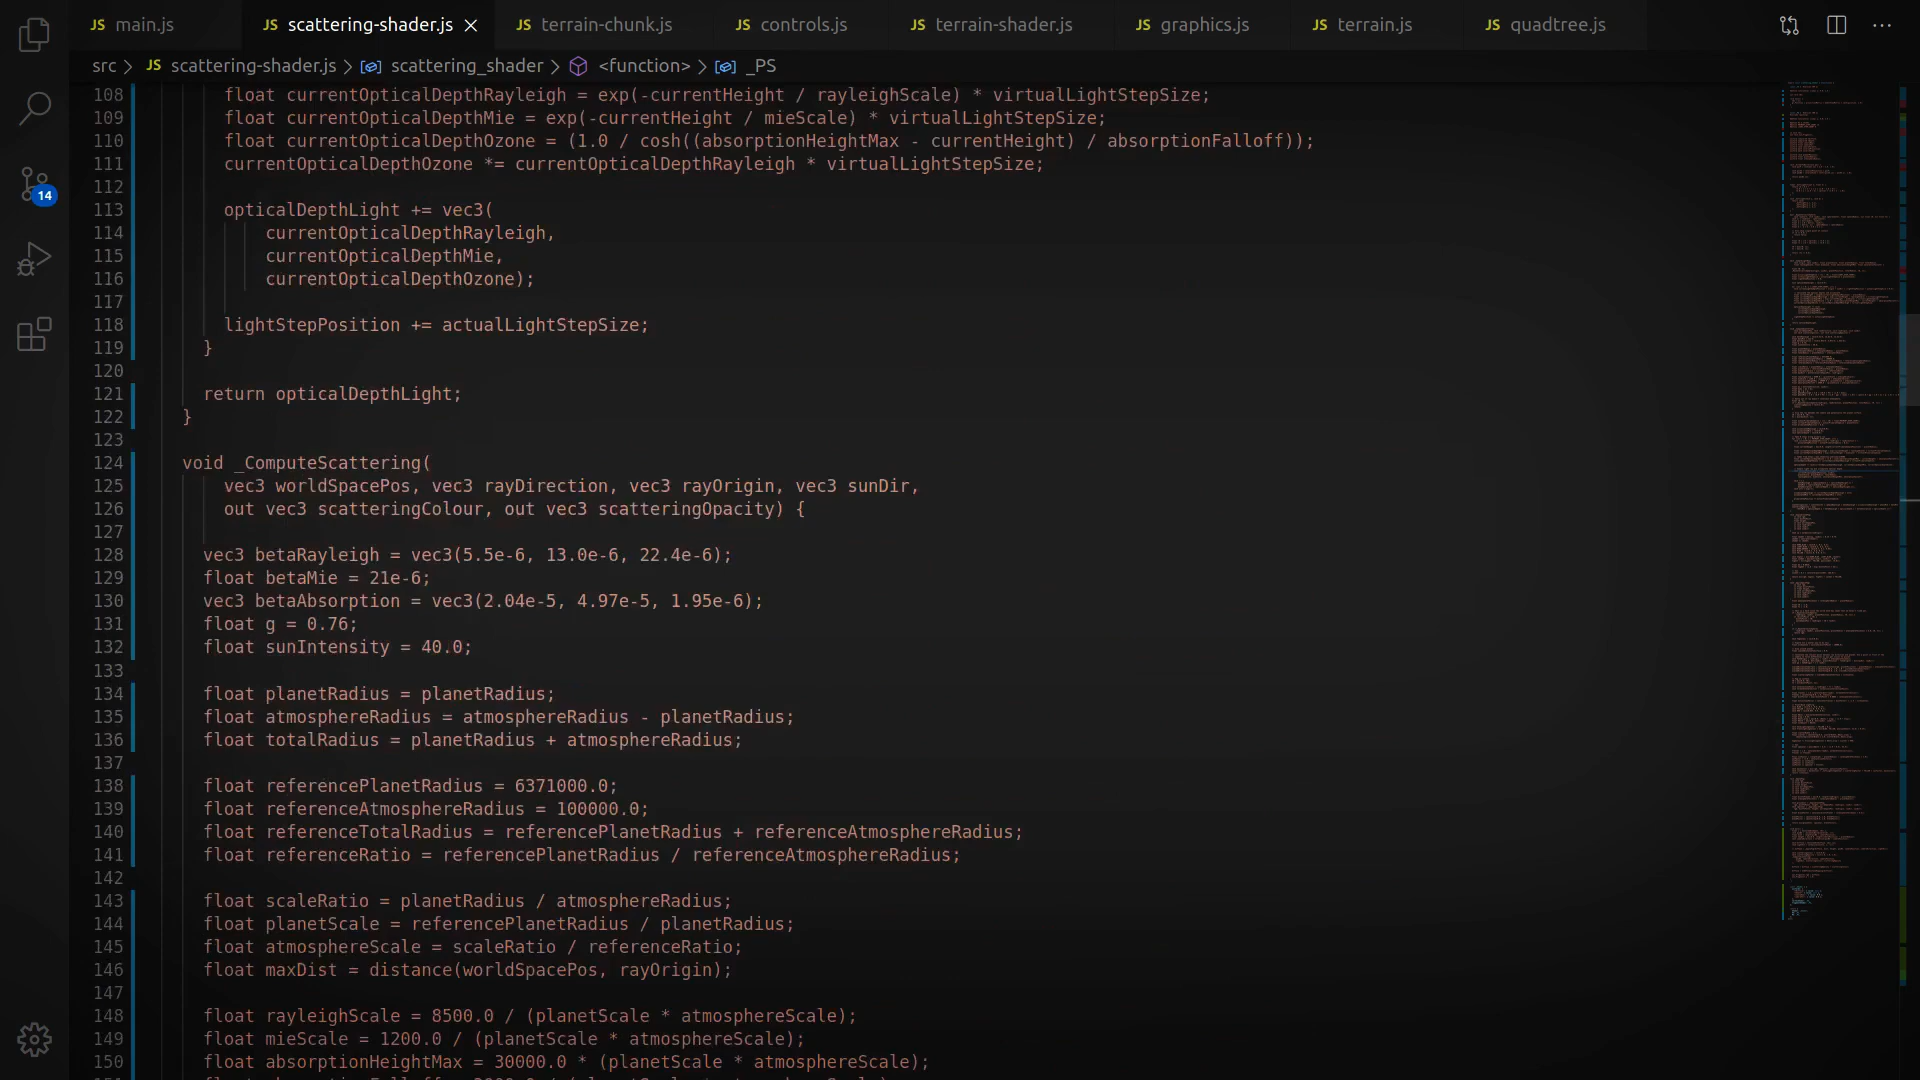 main.js
scattering-shader.js
terrain-chunk.js
controls.js
terrain-shader.js
graphics.js
terrain.js
quadtree.js
src > JS scattering-shader.js > scattering_shader > <function> > _PS
14
108 float currentOpticalDepthRayleigh = exp(-currentHeight / rayleighScale) * virtualLightStepSize;
109 float currentOpticalDepthMie = exp(-currentHeight / mieScale) * virtualLightStepSize;
110 float currentOpticalDepthOzone = (1.0 / cosh((absorptionHeightMax - currentHeight) / absorptionFalloff));
111 currentOpticalDepthOzone *= currentOpticalDepthRayleigh * virtualLightStepSize;
112
113 opticalDepthLight += vec3(
114 currentOpticalDepthRayleigh,
115 currentOpticalDepthMie,
116 currentOpticalDepthOzone);
117
118 lightStepPosition += actualLightStepSize;
119 }
120
121 return opticalDepthLight;
122 }
123
124 void _ComputeScattering(
125 vec3 worldSpacePos, vec3 rayDirection, vec3 rayOrigin, vec3 sunDir,
126 out vec3 scatteringColour, out vec3 scatteringOpacity) {
127
128 vec3 betaRayleigh = vec3(5.5e-6, 13.0e-6, 22.4e-6);
129 float betaMie = 21e-6;
130 vec3 betaAbsorption = vec3(2.04e-5, 4.97e-5, 1.95e-6);
131 float g = 0.76;
132 float sunIntensity = 40.0;
133
134 float planetRadius = planetRadius;
135 float atmosphereRadius = atmosphereRadius - planetRadius;
136 float totalRadius = planetRadius + atmosphereRadius;
137
138 float referencePlanetRadius = 6371000.0;
139 float referenceAtmosphereRadius = 100000.0;
140 float referenceTotalRadius = referencePlanetRadius + referenceAtmosphereRadius;
141 float referenceRatio = referencePlanetRadius / referenceAtmosphereRadius;
142
143 float scaleRatio = planetRadius / atmosphereRadius;
144 float planetScale = referencePlanetRadius / planetRadius;
145 float atmosphereScale = scaleRatio / referenceRatio;
146 float maxDist = distance(worldSpacePos, rayOrigin);
147
148 float rayleighScale = 8500.0 / (planetScale * atmosphereScale);
149 float mieScale = 1200.0 / (planetScale * atmosphereScale);
150 float absorptionHeightMax = 30000.0 * (planetScale * atmosphereScale);